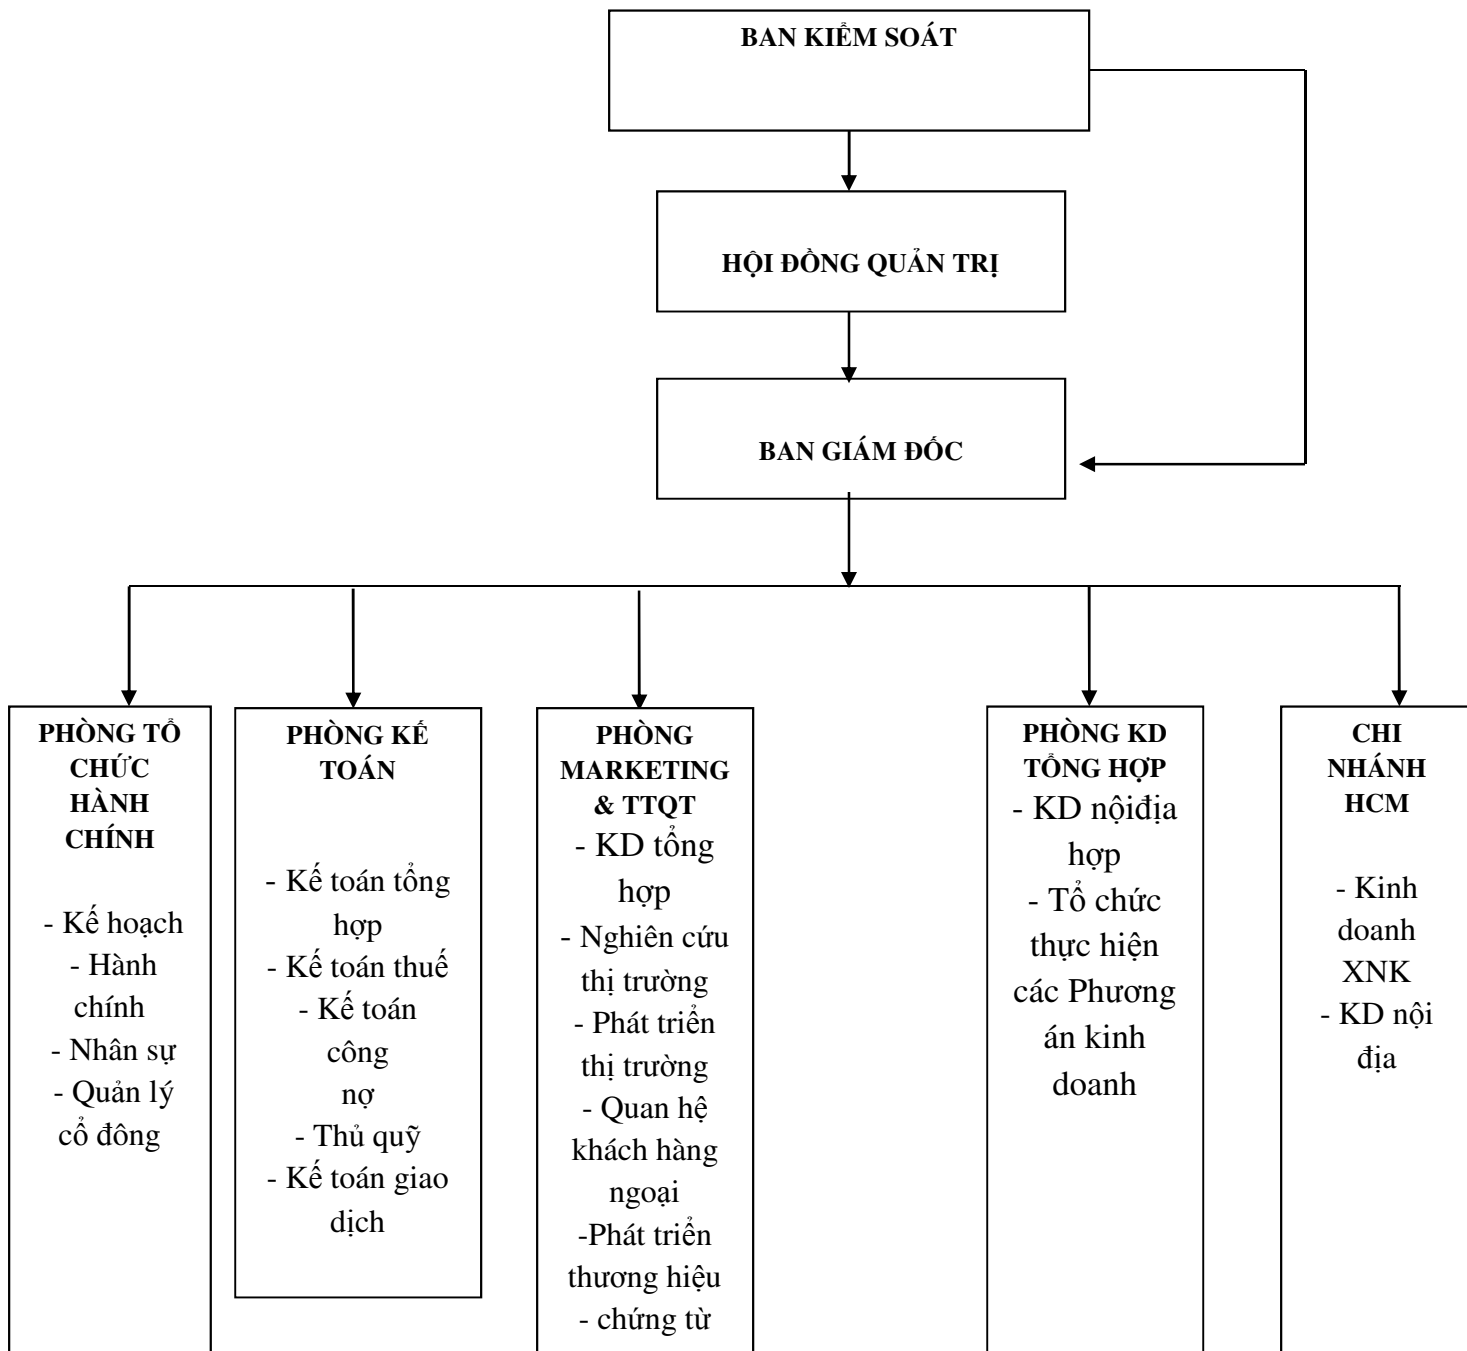 BAN KIỂM SOÁT
HỘI ĐỒNG QUẢN TRỊ
BAN GIÁM ĐỐC
PHÒNG TỔ
CHỨC
HÀNH
CHÍNH
- Kế hoạch
- Hành
chính
- Nhân sự
- Quản lý
cổ đông
PHÒNG KẾ
TOÁN
- Kế toán tổng
hợp
- Kế toán thuế
- Kế toán
công
nợ
- Thủ quỹ
- Kế toán giao
dịch
PHÒNG
MARKETING
& TTQT
- KD tổng
hợp
- Nghiên cứu
thị trường
- Phát triển
thị trường
- Quan hệ
khách hàng
ngoại
-Phát triển
thương hiệu
- chứng từ
PHÒNG KD
TỔNG HỢP
- KD nộiđịa
hợp
- Tổ chức
thực hiện
các Phương
án kinh
doanh
CHI
NHÁNH
HCM
- Kinh
doanh
XNK
- KD nội
địa